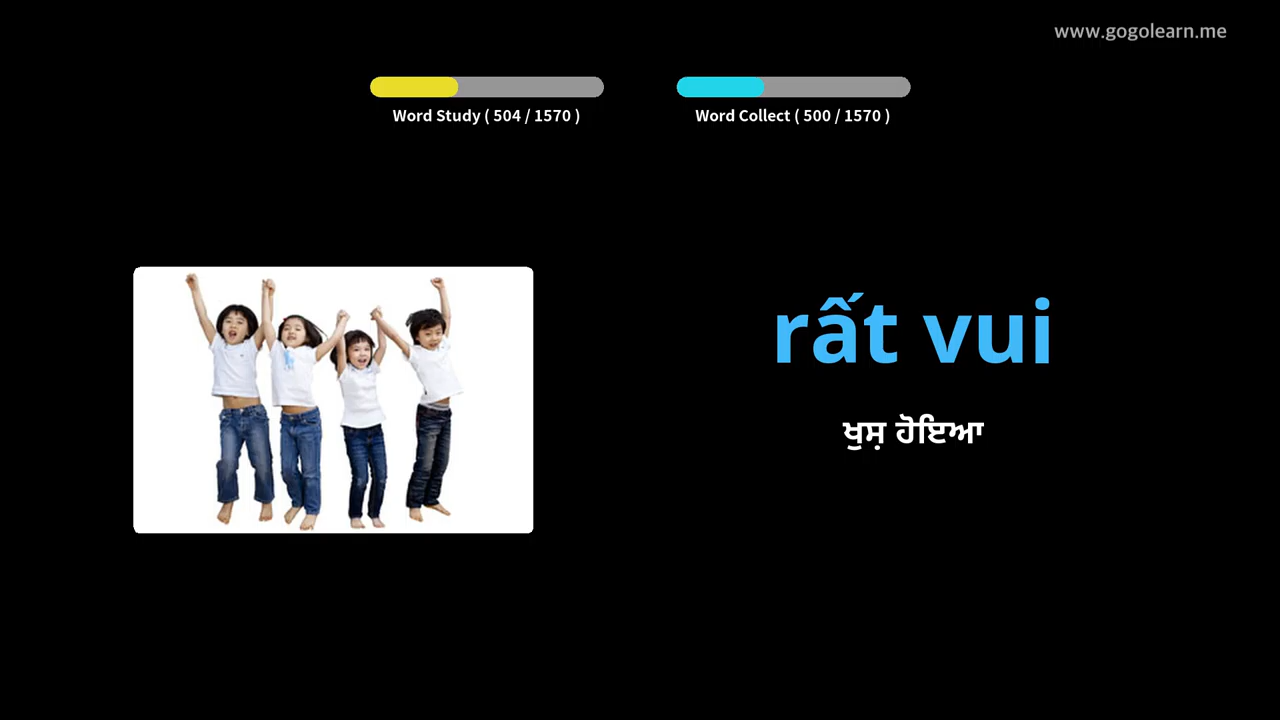 www.gogolearn.me
Word Study ( 504 / 1570 )
Word Collect ( 500 / 1570 )
rất vui
ਖੁਸ਼ ਹੋਇਆ